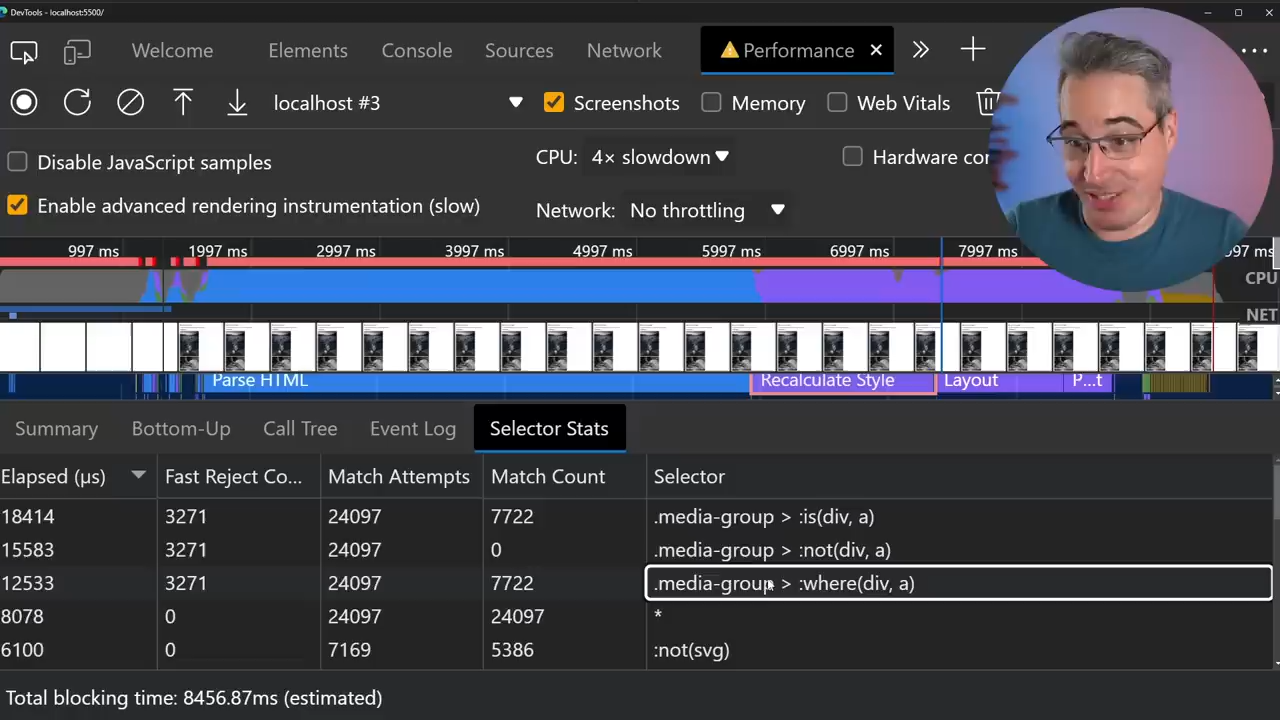 DevTools - localhost:5500/
Welcome Elements Console Sources Network Performance
localhost #3 Screenshots Memory Web Vitals
Disable JavaScript samples CPU: 4× slowdown Hardware con
Enable advanced rendering instrumentation (slow) Network: No throttling
997 ms 1997 ms 2997 ms 3997 ms 4997 ms 5997 ms 6997 ms 7997 ms 997 ms
CPU
NET
Parse HTML Recalculate Style Layout P...t
Summary Bottom-Up Call Tree Event Log Selector Stats
Elapsed (µs) Fast Reject Co... Match Attempts Match Count Selector
18414 3271 24097 7722 .media-group > :is(div, a)
15583 3271 24097 0 .media-group > :not(div, a)
12533 3271 24097 7722 .media-group > :where(div, a)
8078 0 24097 24097 *
6100 0 7169 5386 :not(svg)
Total blocking time: 8456.87ms (estimated)